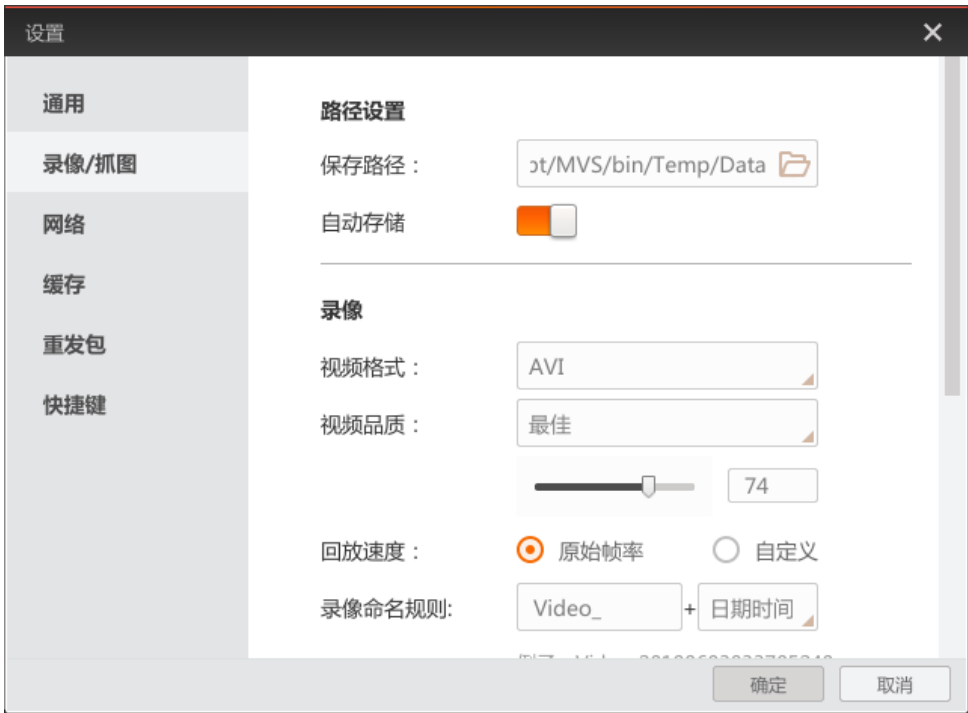 设置
通用
录像/抓图
网络
缓存
重发包
快捷键
路径设置
保存路径：
ot/MVS/bin/Temp/Data
自动存储
录像
视频格式：
AVI
视频品质：
最佳
74
回放速度：
原始帧率
自定义
录像命名规则:
Video_
+
日期时间
确定
取消